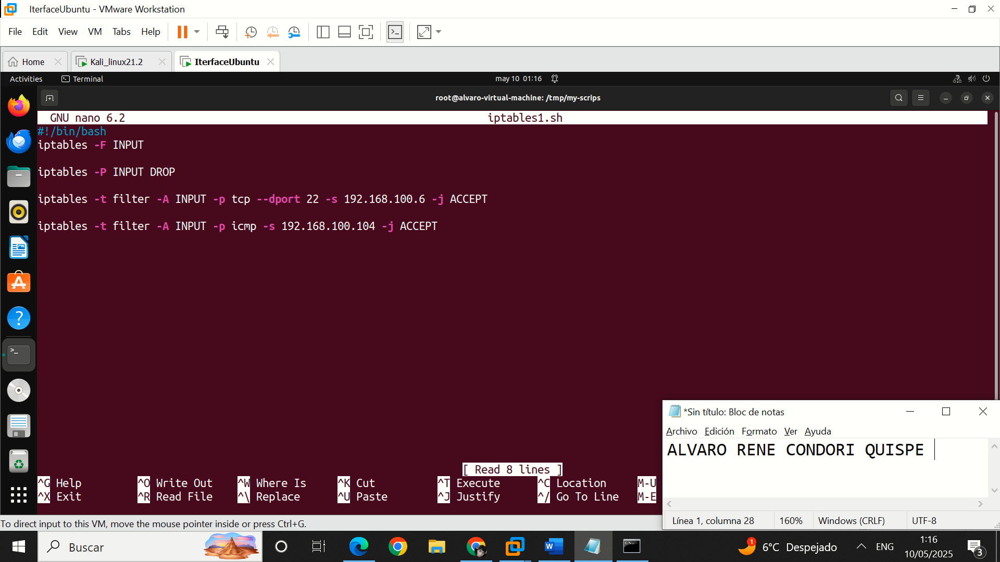 IterfaceUbuntu - VMware Workstation
File Edit View VM Tabs Help
Home Kali_linux21.2 IterfaceUbuntu
Activities Terminal may 10 01:16
root@alvaro-virtual-machine: /tmp/my-scrips
GNU nano 6.2 iptables1.sh
#!/bin/bash
iptables -F INPUT
iptables -P INPUT DROP
iptables -t filter -A INPUT -p tcp --dport 22 -s 192.168.100.6 -j ACCEPT
iptables -t filter -A INPUT -p icmp -s 192.168.100.104 -j ACCEPT
[ Read 8 lines ]
^G Help ^O Write Out ^W Where Is ^K Cut ^T Execute ^C Location M-U
^X Exit ^R Read File ^\ Replace ^U Paste ^J Justify ^/ Go To Line M-E
*Sin título: Bloc de notas
Archivo Edición Formato Ver Ayuda
ALVARO RENE CONDORI QUISPE
Línea 1, columna 28 160% Windows (CRLF) UTF-8
To direct input to this VM, move the mouse pointer inside or press Ctrl+G.
Buscar 1 6°C Despejado ENG 1:16 3
10/05/2025